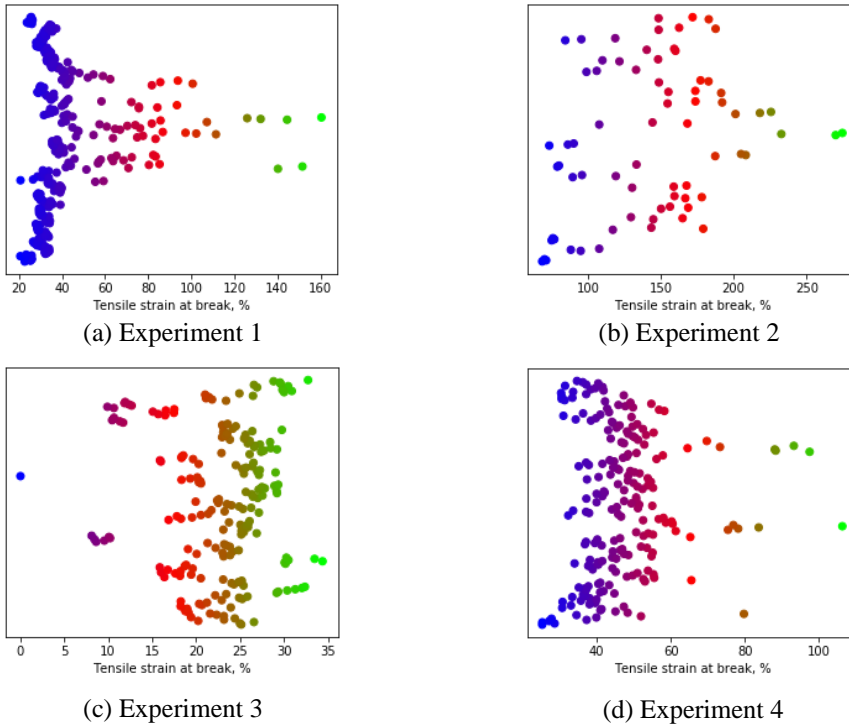 20 40 60 80 100 120 140 160
Tensile strain at break, %
(a) Experiment 1
100 150 200 250
Tensile strain at break, %
(b) Experiment 2
0 5 10 15 20 25 30 35
Tensile strain at break, %
(c) Experiment 3
40 60 80 100
Tensile strain at break, %
(d) Experiment 4